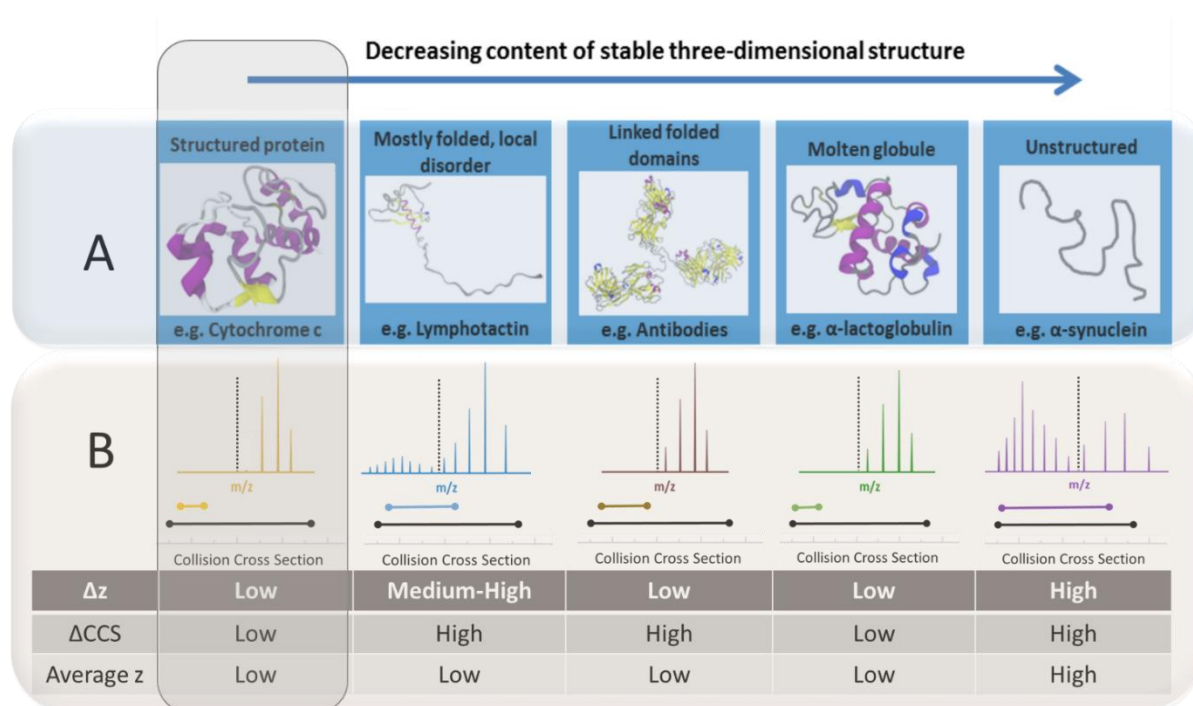 Decreasing content of stable three-dimensional structure
A
Structured protein
e.g. Cytochrome c
Mostly folded, local
disorder
e.g. Lymphotactin
Linked folded
domains
e.g. Antibodies
Molten globule
e.g. α-lactoglobulin
Unstructured
e.g. α-synuclein
B
m/z
m/z
m/z
m/z
m/z
Collision Cross Section
Collision Cross Section
Collision Cross Section
Collision Cross Section
Collision Cross Section
Δz Low Medium-High Low Low High
ΔCCS Low High High Low High
Average z Low Low Low Low High